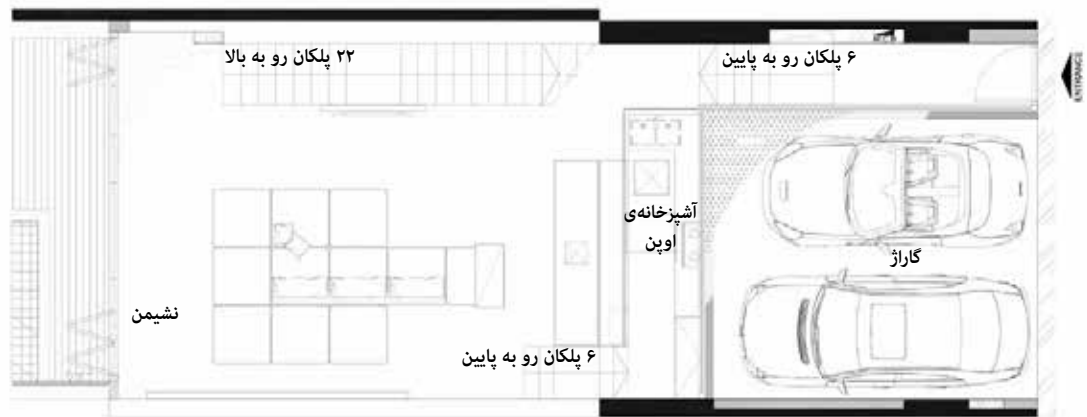 ۲۲ پلکان رو به بالا
۶ پلکان رو به پایین
ENTRANCE
آشپزخانه‌ی
اوپن
گاراژ
نشیمن
۶ پلکان رو به پایین